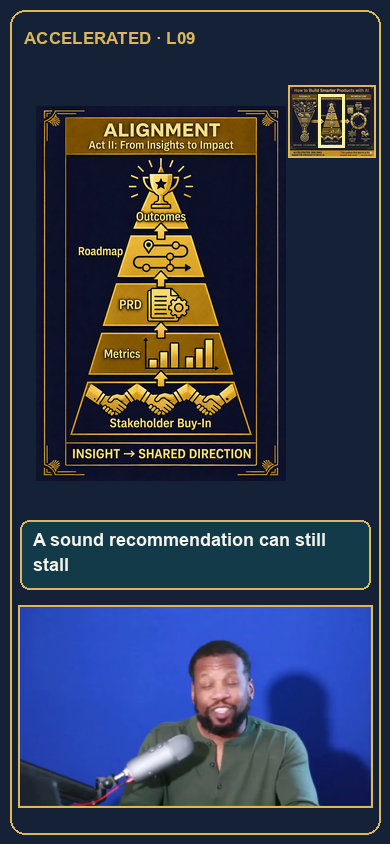 ACCELERATED · L09
How to Build Smarter Products with AI
ALIGNMENT
Act II: From Insights to Impact
Outcomes
Roadmap
PRD
Metrics
Stakeholder Buy-In
INSIGHT → SHARED DIRECTION
A sound recommendation can still
stall